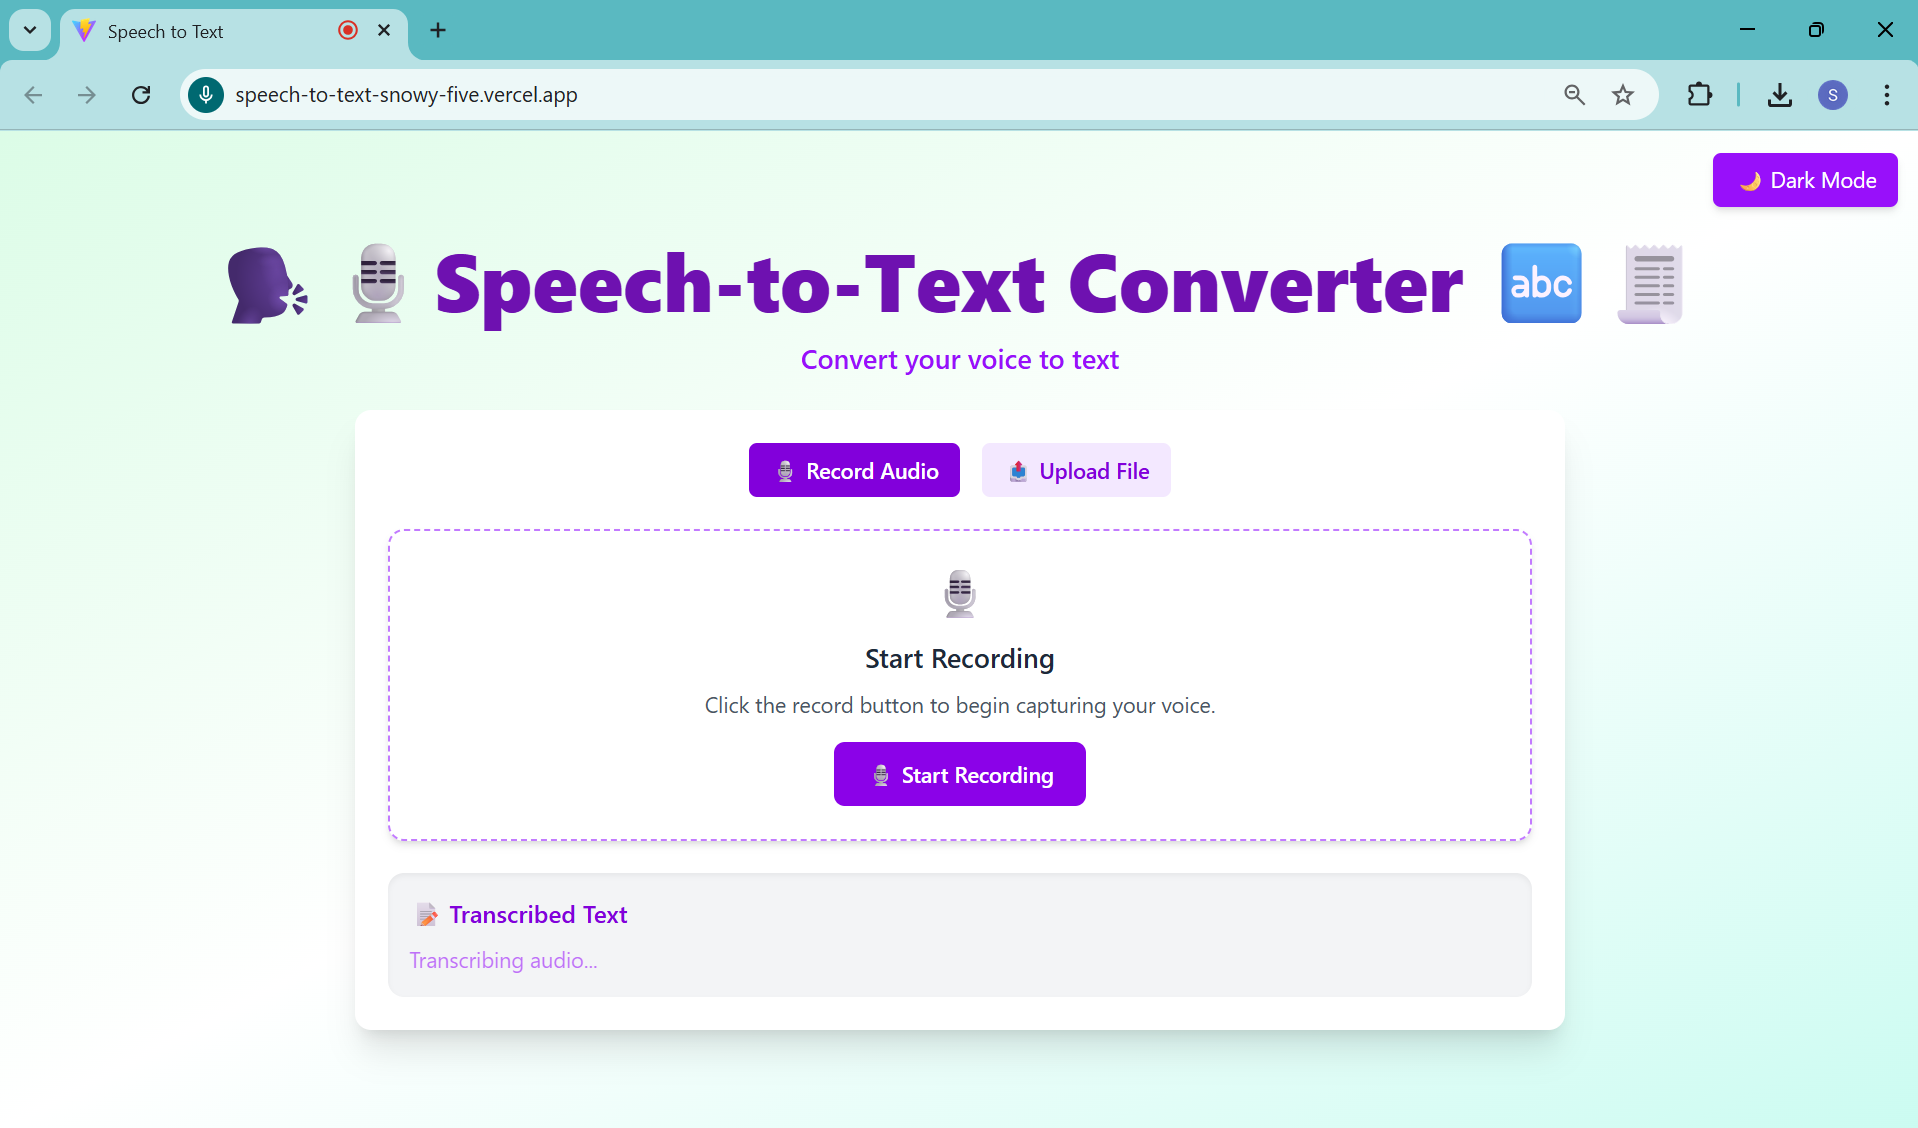 Speech to Text
speech-to-text-snowy-five.vercel.app
S
🌙 Dark Mode
🗣️ 🎙️ Speech-to-Text Converter 🔤 📜
abc
Convert your voice to text
🎙️ Record Audio
📤 Upload File
Start Recording
Click the record button to begin capturing your voice.
🎙️ Start Recording
📝 Transcribed Text
Transcribing audio...